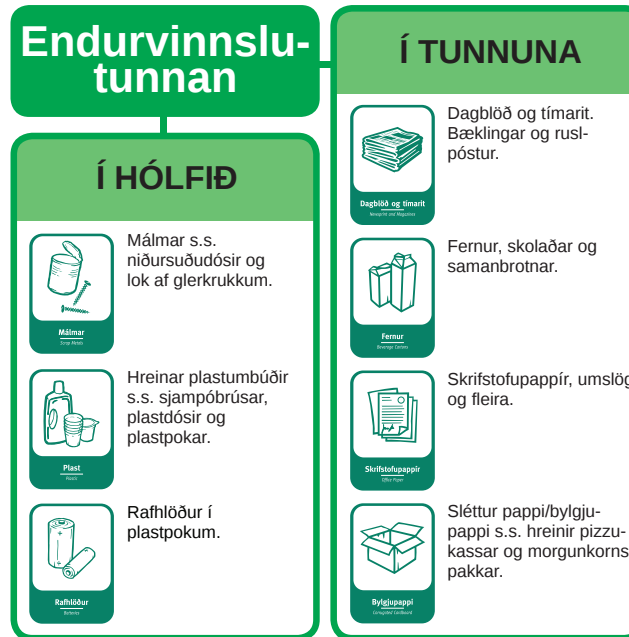 Endurvinnslu-
tunnan
Í HÓLFIÐ
Málmar s.s.
niðursuðudósir og
lok af glerkrukkum.
Málmar
Scrap Metals
Hreinar plastumbúðir
s.s. sjampóbrúsar,
plastdósir og
plastpokar.
Plast
Plastic
Rafhlöður í
plastpokum.
Rafhlöður
Batteries
Í TUNNUNA
Dagblöð og tímarit.
Bæklingar og rusl-
póstur.
Dagblöð og tímarit
Newsprint and Magazines
Fernur, skolaðar og
samanbrotnar.
Fernur
Beverage Cartons
Skrifstofupappír, umslög
og fleira.
Skrifstofupappír
Office Paper
Sléttur pappi/bylgju-
pappi s.s. hreinir pizzu-
kassar og morgunkorns
pakkar.
Bylgjupappi
Corrugated Cardboard